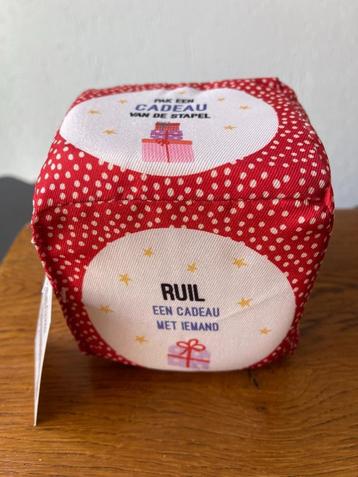 PAK EEN
CADEAU
VAN DE STAPEL
RUIL
EEN CADEAU
MET IEMAND